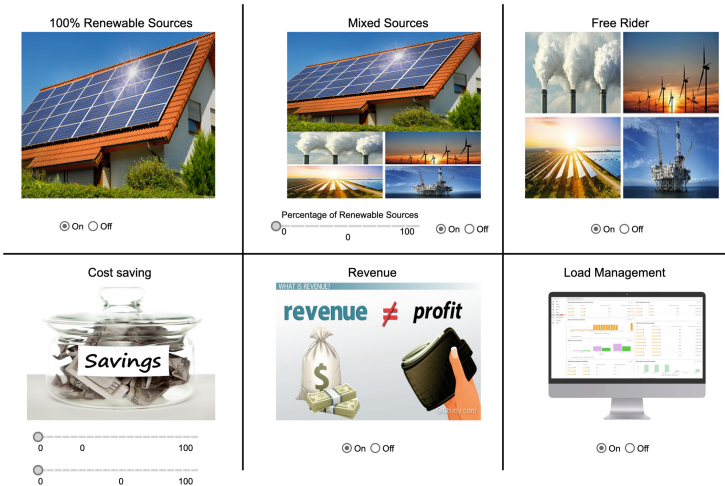 100% Renewable Sources
On Off
Mixed Sources
Percentage of Renewable Sources
0 100
0
On Off
Free Rider
On Off
Cost saving
Savings
0 0 100
0 0 100
Revenue
WHAT IS REVENUE?
revenue ≠ profit
$
Study.com
On Off
Load Management
On Off